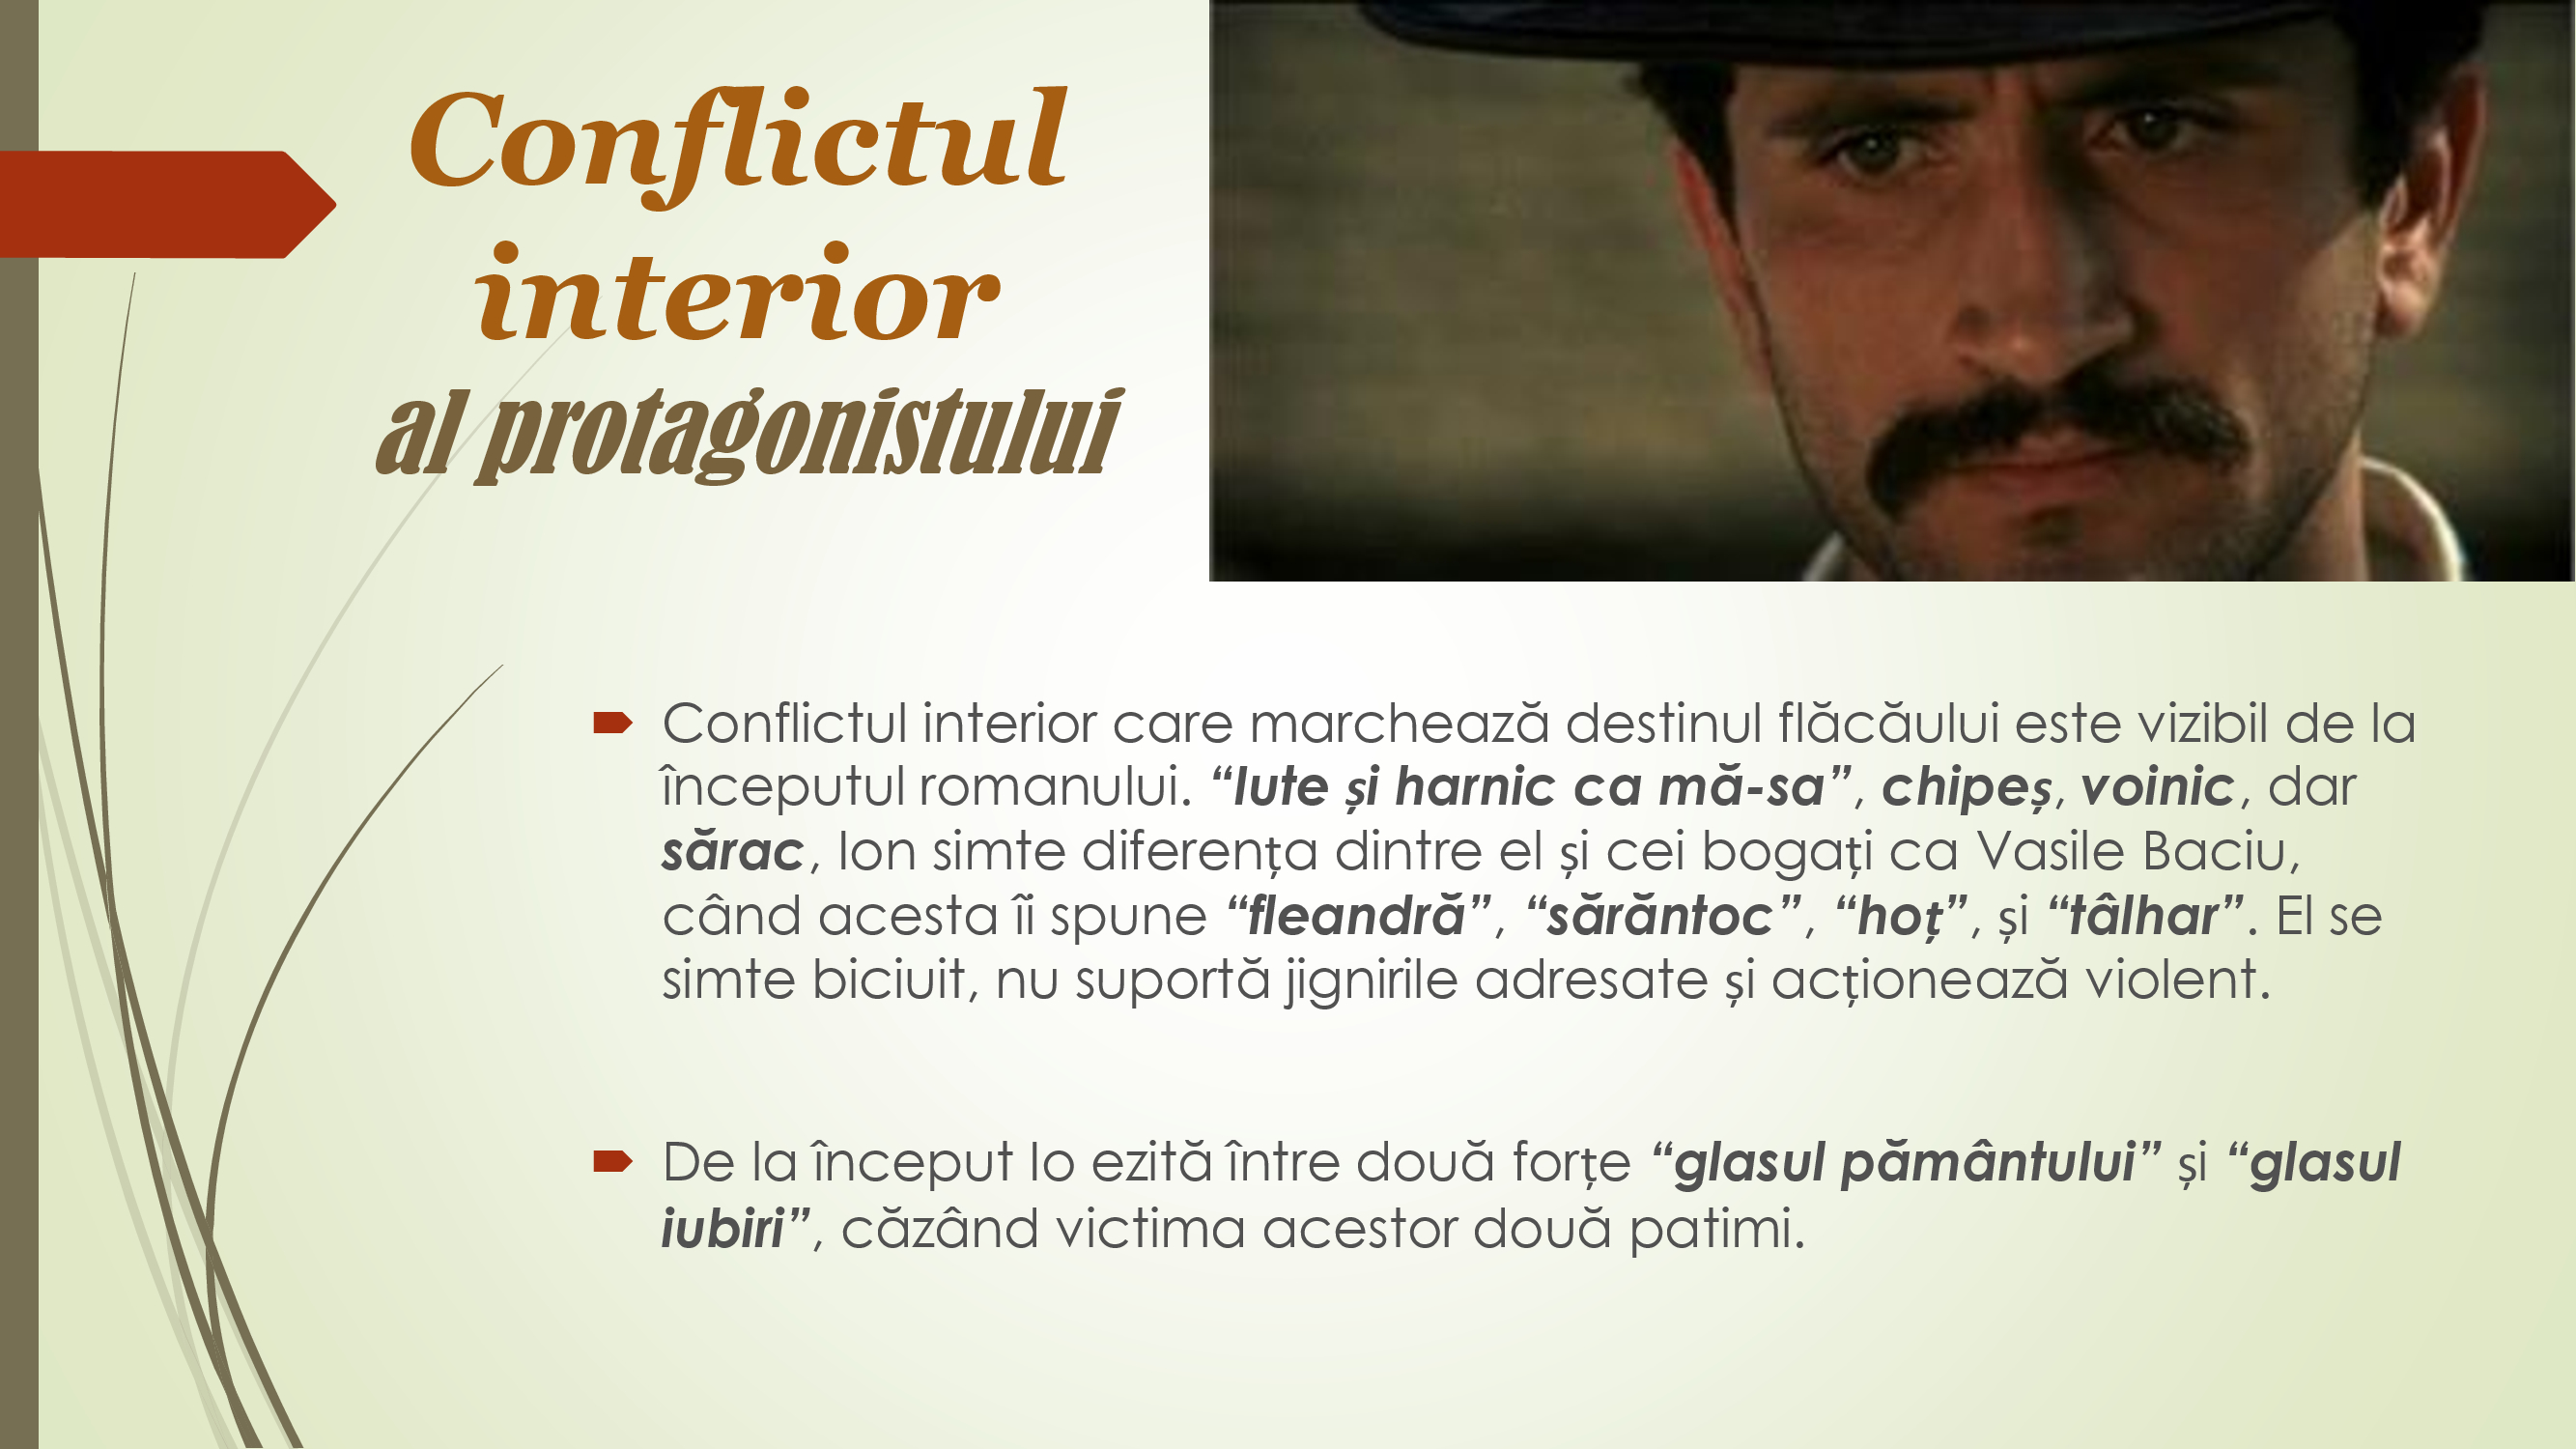 Conflictul
interior
al protagonistului
Conflictul interior care marchează destinul flăcăului este vizibil de la
începutul romanului. “Iute și harnic ca mă-sa”, chipeș, voinic, dar
sărac, Ion simte diferența dintre el și cei bogați ca Vasile Baciu,
când acesta îi spune “fleandră”, “sărăntoc”, “hoț”, și “tâlhar”. El se
simte biciuit, nu suportă jignirile adresate și acționează violent.
De la început Io ezită între două forțe “glasul pământului” și “glasul
iubiri”, căzând victima acestor două patimi.